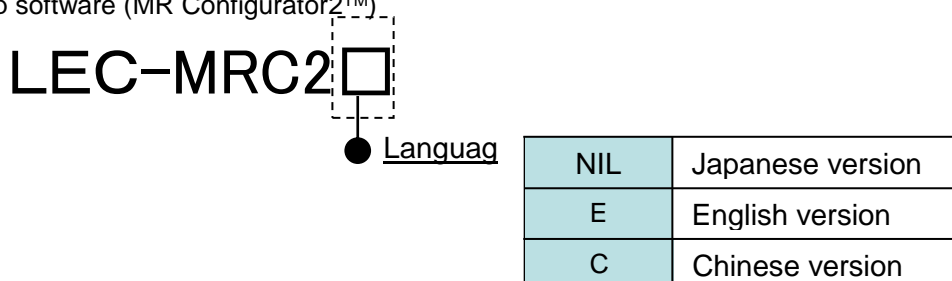 o software (MR Configurator2™)
LEC-MRC2□
Languag
NIL Japanese version
E English version
C Chinese version